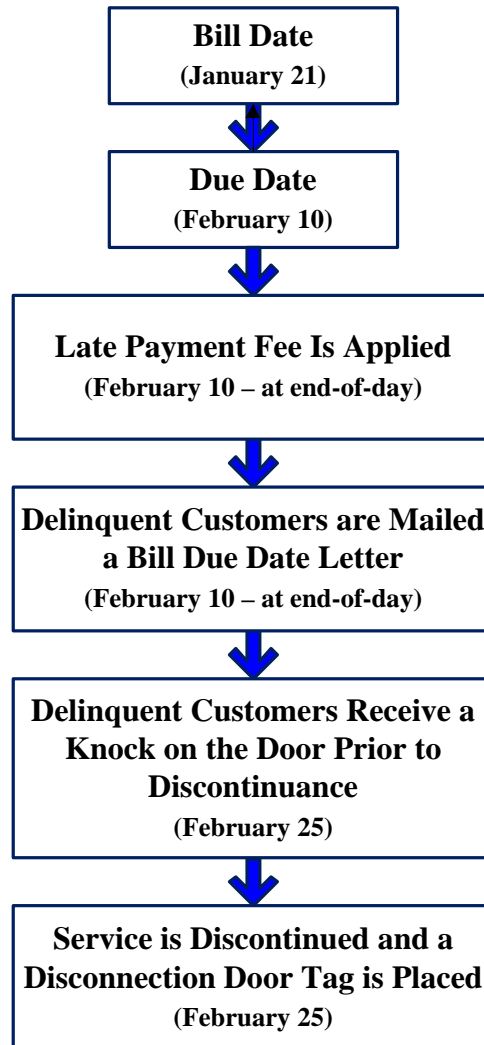 Bill Date
(January 21)
Due Date
(February 10)
Late Payment Fee Is Applied
(February 10 – at end-of-day)
Delinquent Customers are Mailed
a Bill Due Date Letter
(February 10 – at end-of-day)
Delinquent Customers Receive a
Knock on the Door Prior to
Discontinuance
(February 25)
Service is Discontinued and a
Disconnection Door Tag is Placed
(February 25)